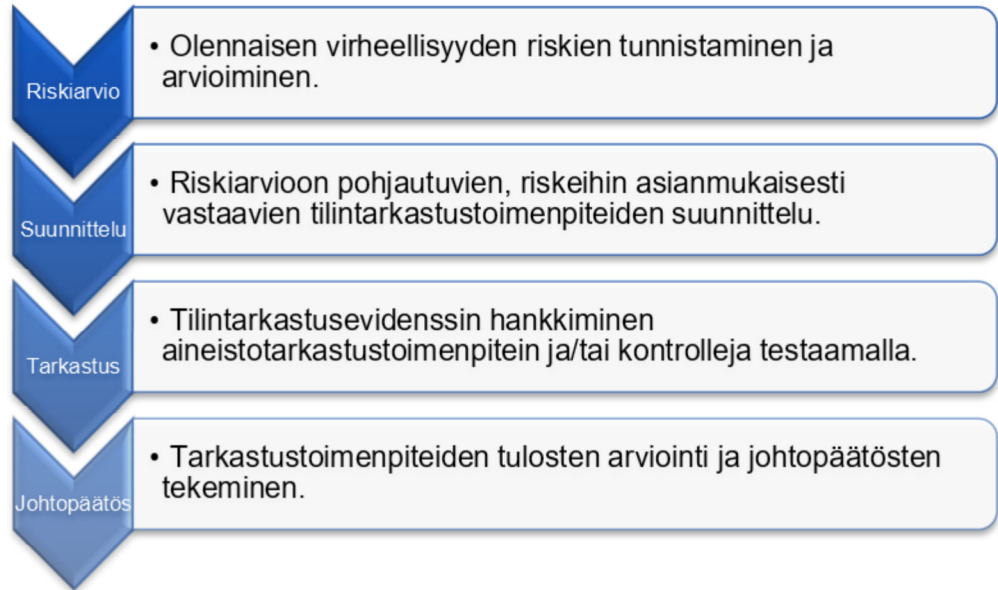 Riskiarvio
• Olennaisen virheellisyyden riskien tunnistaminen ja
arvioiminen.
Suunnittelu
• Riskiarvioon pohjautuvien, riskeihin asianmukaisesti
vastaavien tilintarkastustoimenpiteiden suunnittelu.
Tarkastus
• Tilintarkastusevidenssin hankkiminen
aineistotarkastustoimenpitein ja/tai kontrolleja testaamalla.
Johtopäätös
• Tarkastustoimenpiteiden tulosten arviointi ja johtopäätösten
tekeminen.